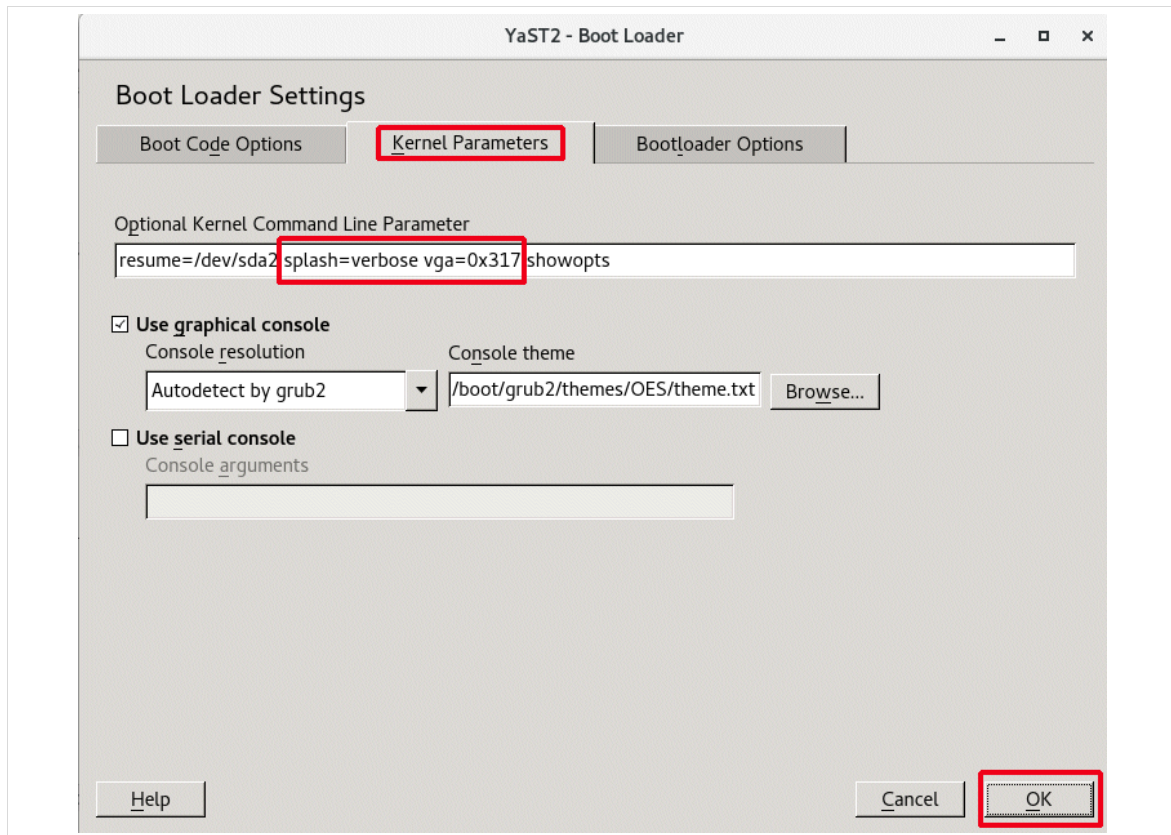 YaST2 - Boot Loader
Boot Loader Settings
Boot Code Options Kernel Parameters Bootloader Options
Optional Kernel Command Line Parameter
resume=/dev/sda2 splash=verbose vga=0x317 showopts
Use graphical console
Console resolution Console theme
Autodetect by grub2 /boot/grub2/themes/OES/theme.txt Browse...
Use serial console
Console arguments
Help Cancel OK